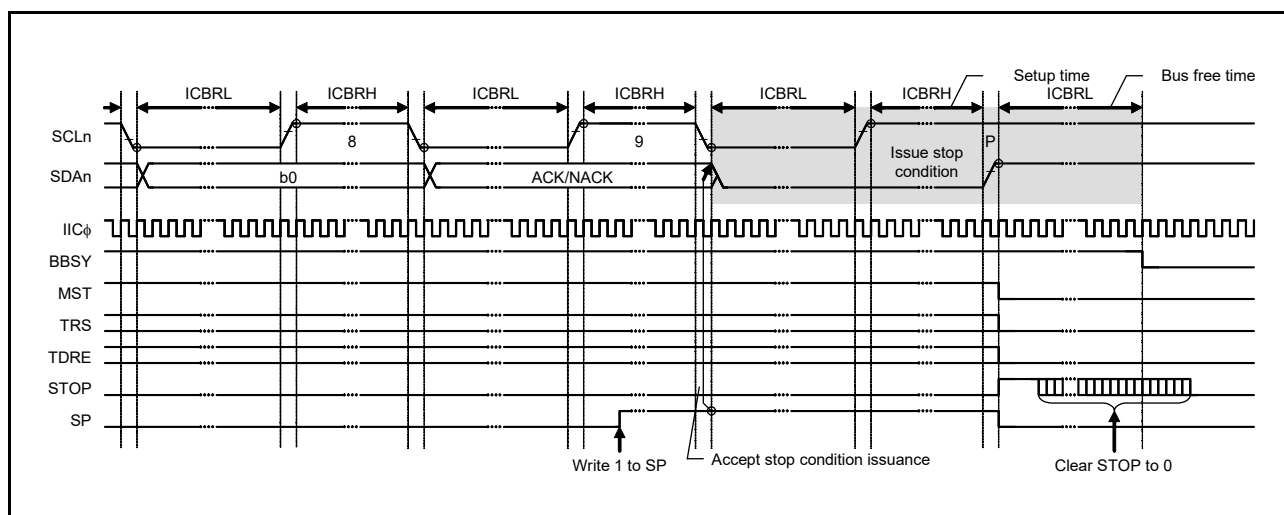 Setup time
Bus free time
ICBRL ICBRH ICBRL ICBRH ICBRL ICBRH ICBRL
SCLn 8 9 P
Issue stop
condition
SDAn b0 ACK/NACK
IICϕ
BBSY
MST
TRS
TDRE
STOP
SP
Write 1 to SP
Accept stop condition issuance
Clear STOP to 0